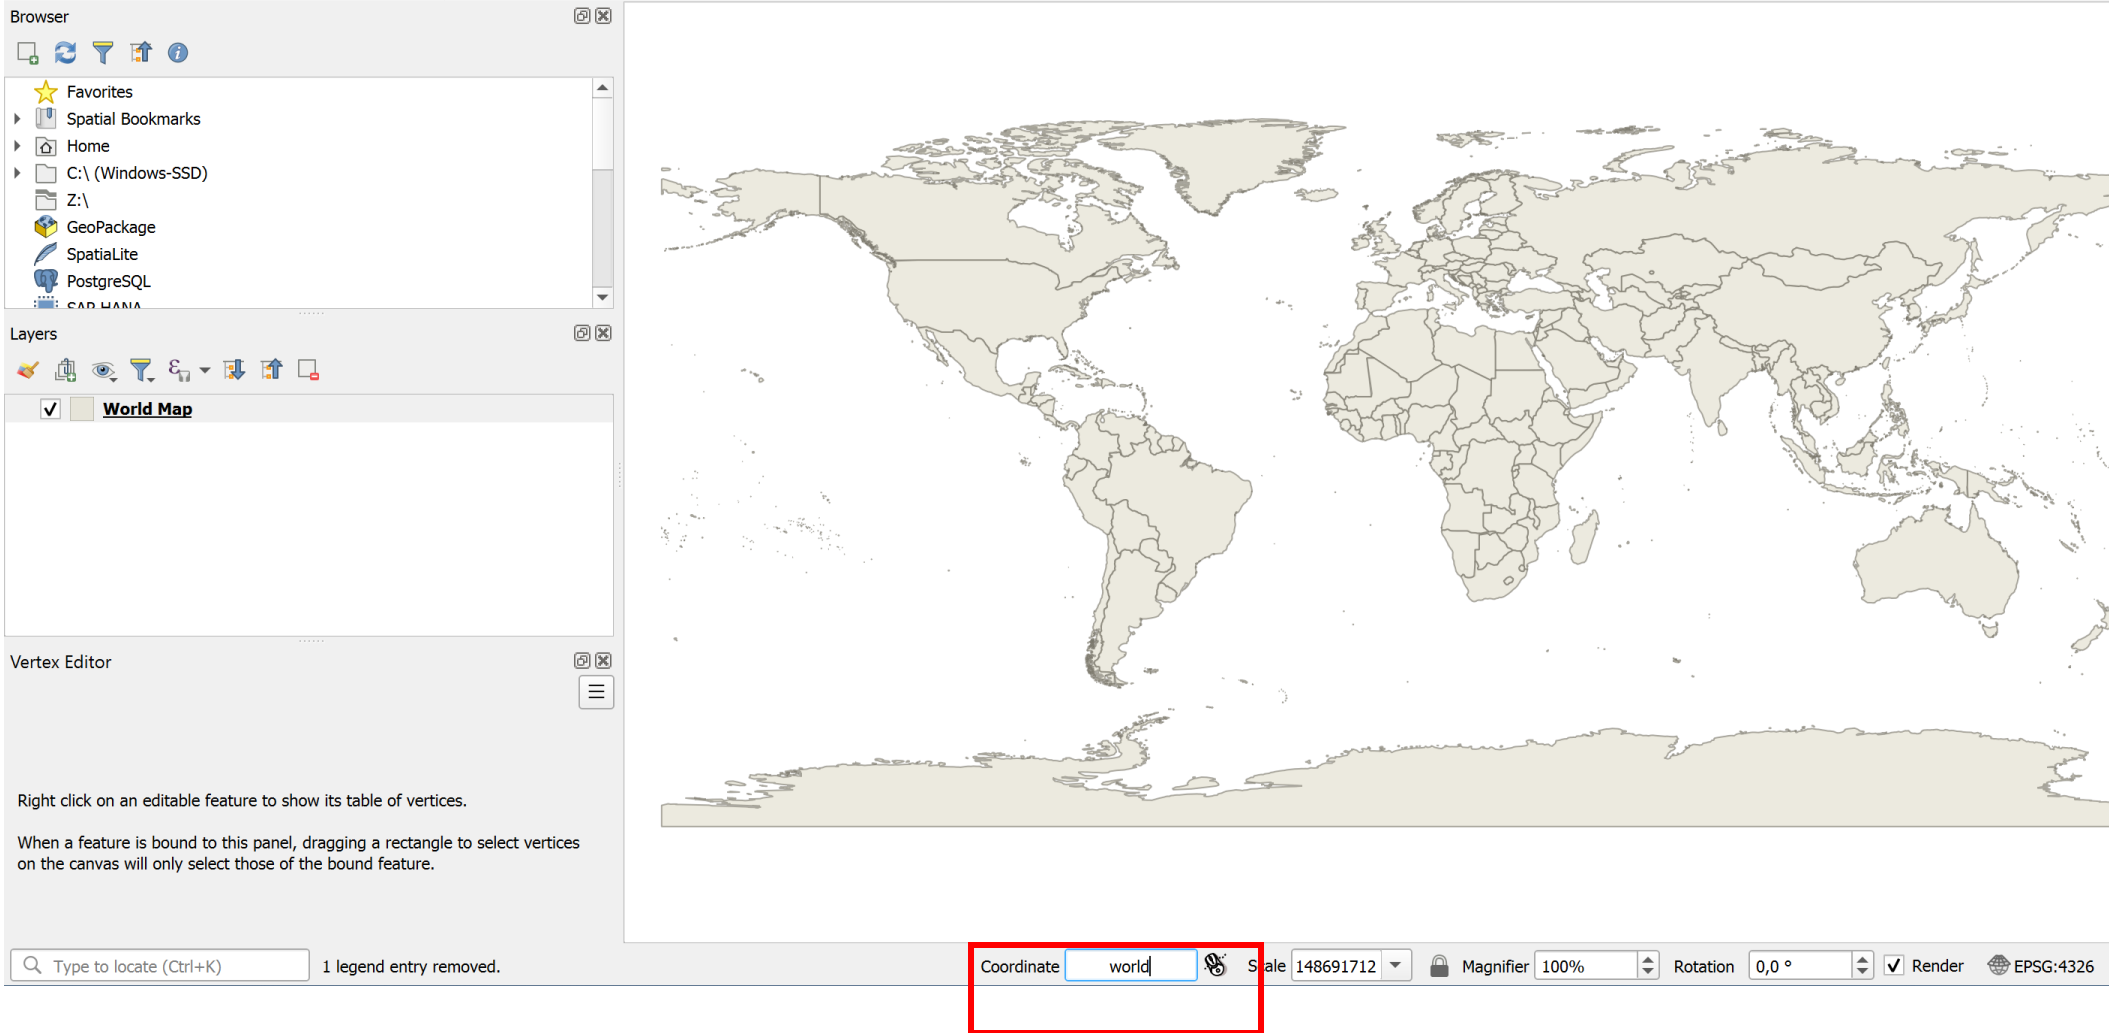 Browser
Favorites
Spatial Bookmarks
Home
C:\ (Windows-SSD)
Z:\
GeoPackage
SpatiaLite
PostgreSQL
SAP HANA
Layers
World Map
Vertex Editor
Right click on an editable feature to show its table of vertices.
When a feature is bound to this panel, dragging a rectangle to select vertices
on the canvas will only select those of the bound feature.
Type to locate (Ctrl+K) 1 legend entry removed. Coordinate world Scale 148691712 Magnifier 100% Rotation 0,0 ° Render EPSG:4326